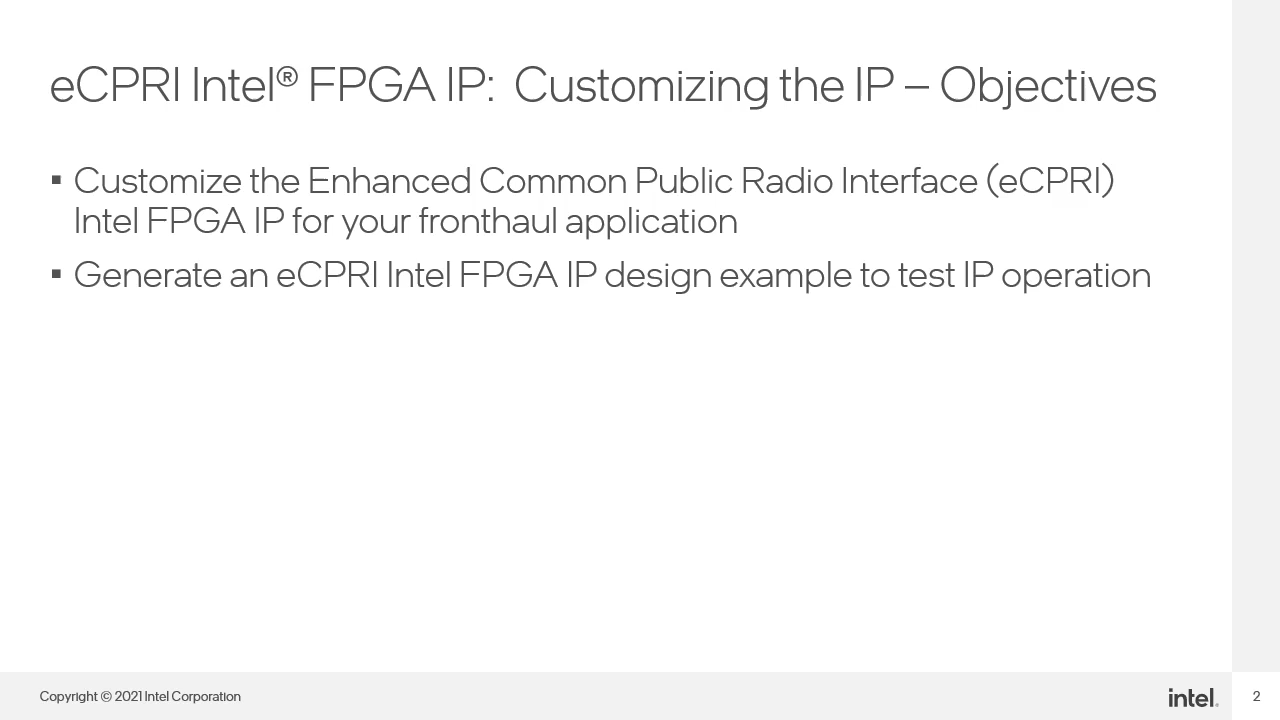 eCPRI Intel® FPGA IP:  Customizing the IP – Objectives
▪ Customize the Enhanced Common Public Radio Interface (eCPRI)
Intel FPGA IP for your fronthaul application
▪ Generate an eCPRI Intel FPGA IP design example to test IP operation
Copyright © 2021 Intel Corporation
intel.
2